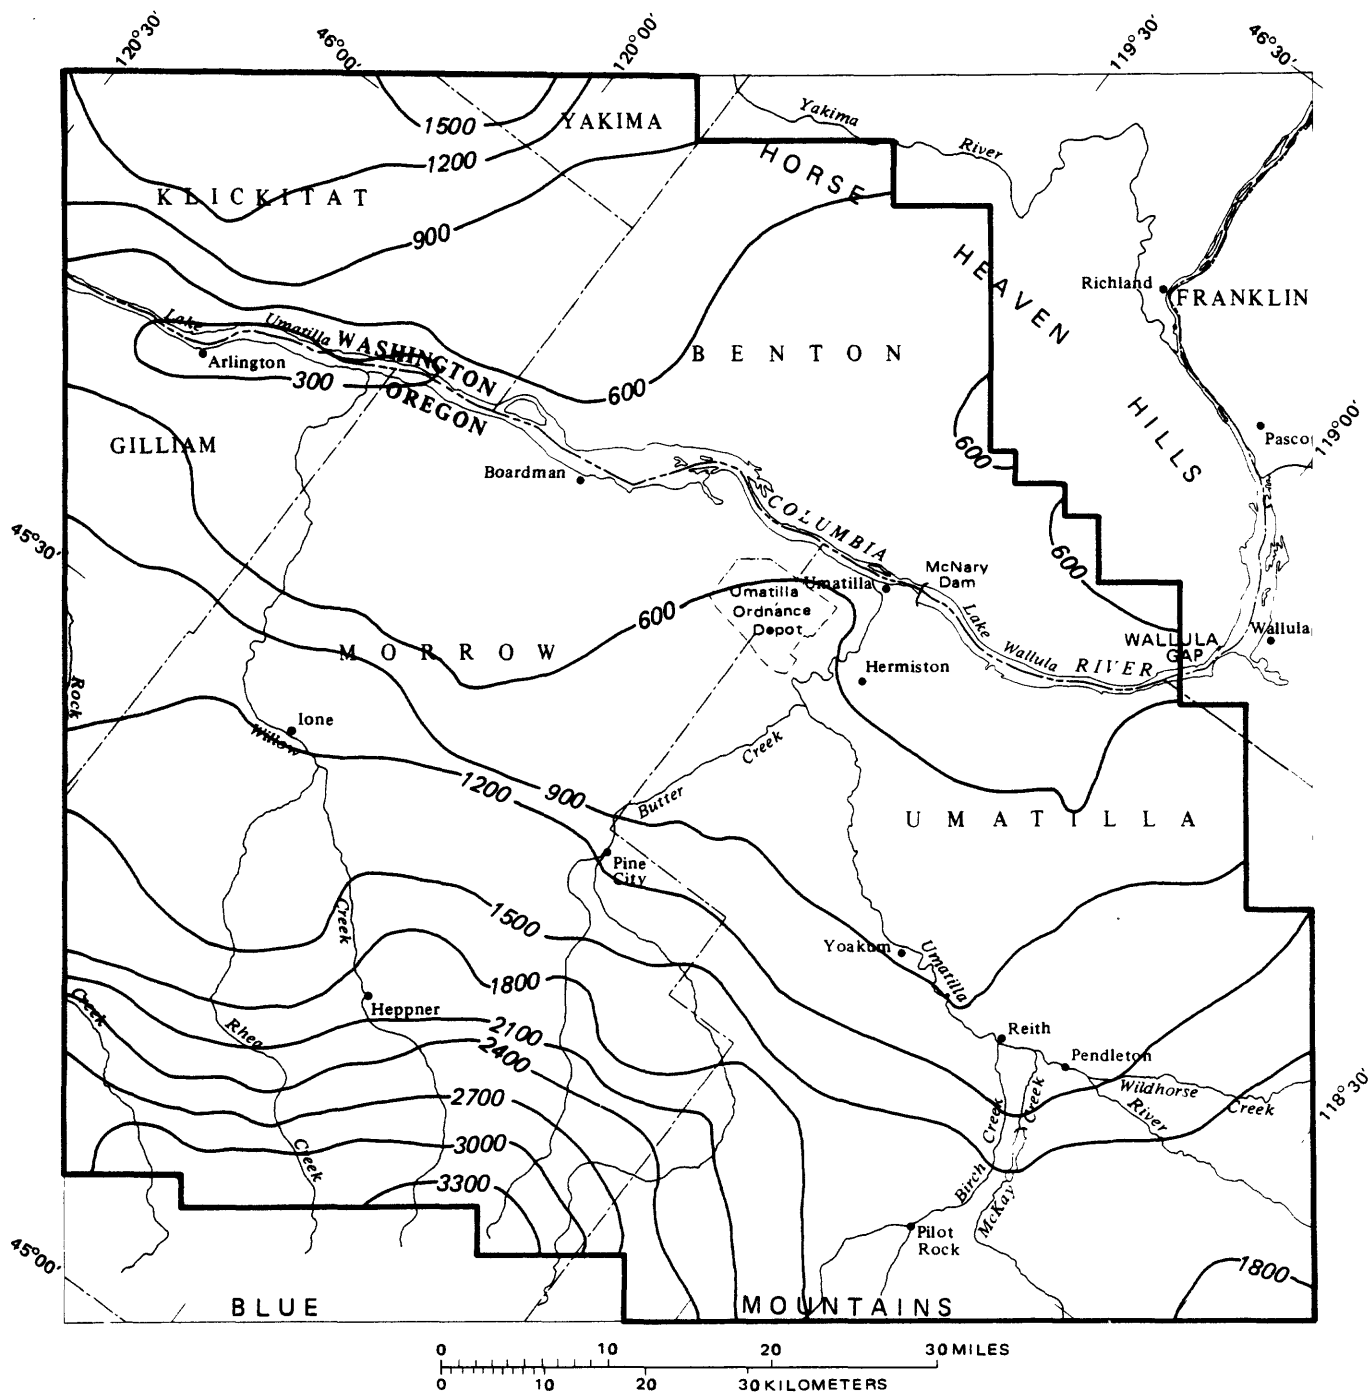 120°30'
46°00'
120°00'
119°30'
46°30'
1500
YAKIMA
Yakima
River
1200
HORSE
KLICKITAT
900
HEAVEN
Richland
FRANKLIN
Lake
Umatilla
WASHINGTON
BENTON
Arlington
300
OREGON
600
HILLS
119°00'
Pasco
GILLIAM
600
Boardman
COLUMBIA
45°30'
600
McNary
Dam
Umatilla
Umatilla
Ordnance
Depot
600
Lake
Wallula
RIVER
WALLULA
GAP
Wallula
MORROW
Hermiston
Rock
Ione
Willow
Creek
1200
900
Butter
UMATILLA
Pine
City
1500
Creek
Yoakum
Umatilla
1800
Creek
Heppner
Rhea
2100
2400
Reith
Pendleton
Wildhorse
Creek
River
118°30'
2700
Creek
Creek
3000
Creek
Birch
McKay
3300
Pilot
Rock
45°00'
1800
BLUE
MOUNTAINS
0 10 20 30 MILES
0 10 20 30 KILOMETERS